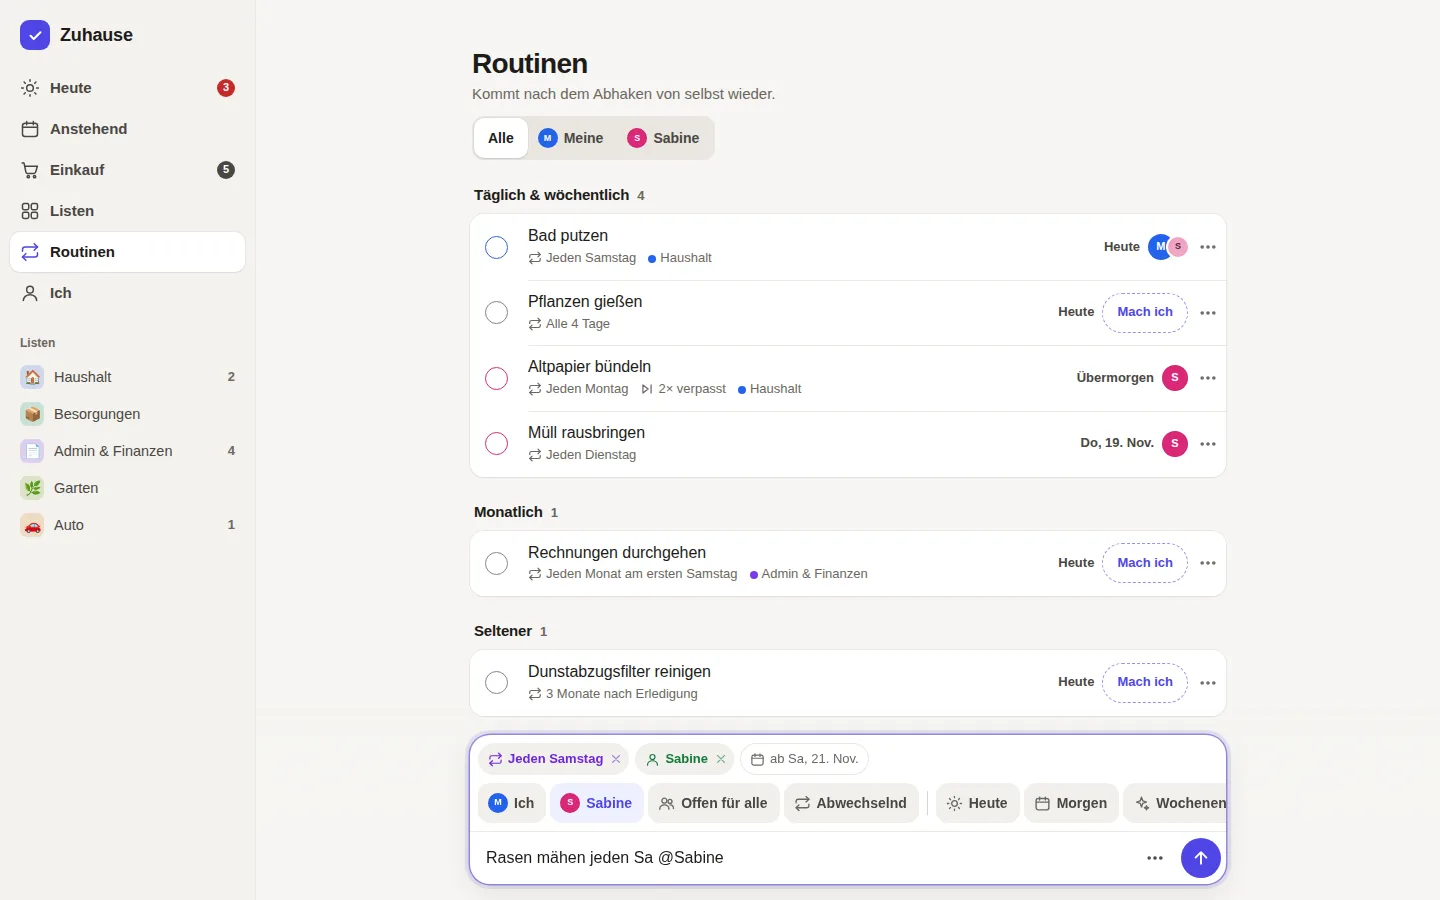 Zuhause
Heute 3
Anstehend
Einkauf 5
Listen
Routinen
Ich
Listen
Haushalt 2
Besorgungen
Admin & Finanzen 4
Garten
Auto 1
Routinen
Kommt nach dem Abhaken von selbst wieder.
Alle M Meine S Sabine
Täglich & wöchentlich 4
Bad putzen
Jeden Samstag Haushalt
Heute M S
Pflanzen gießen
Alle 4 Tage
Heute Mach ich
Altpapier bündeln
Jeden Montag 2× verpasst Haushalt
Übermorgen S
Müll rausbringen
Jeden Dienstag
Do, 19. Nov. S
Monatlich 1
Rechnungen durchgehen
Jeden Monat am ersten Samstag Admin & Finanzen
Heute Mach ich
Seltener 1
Dunstabzugsfilter reinigen
3 Monate nach Erledigung
Heute Mach ich
Jeden Samstag Sabine ab Sa, 21. Nov.
M Ich S Sabine Offen für alle Abwechselnd Heute Morgen Wochenen
Rasen mähen jeden Sa @Sabine